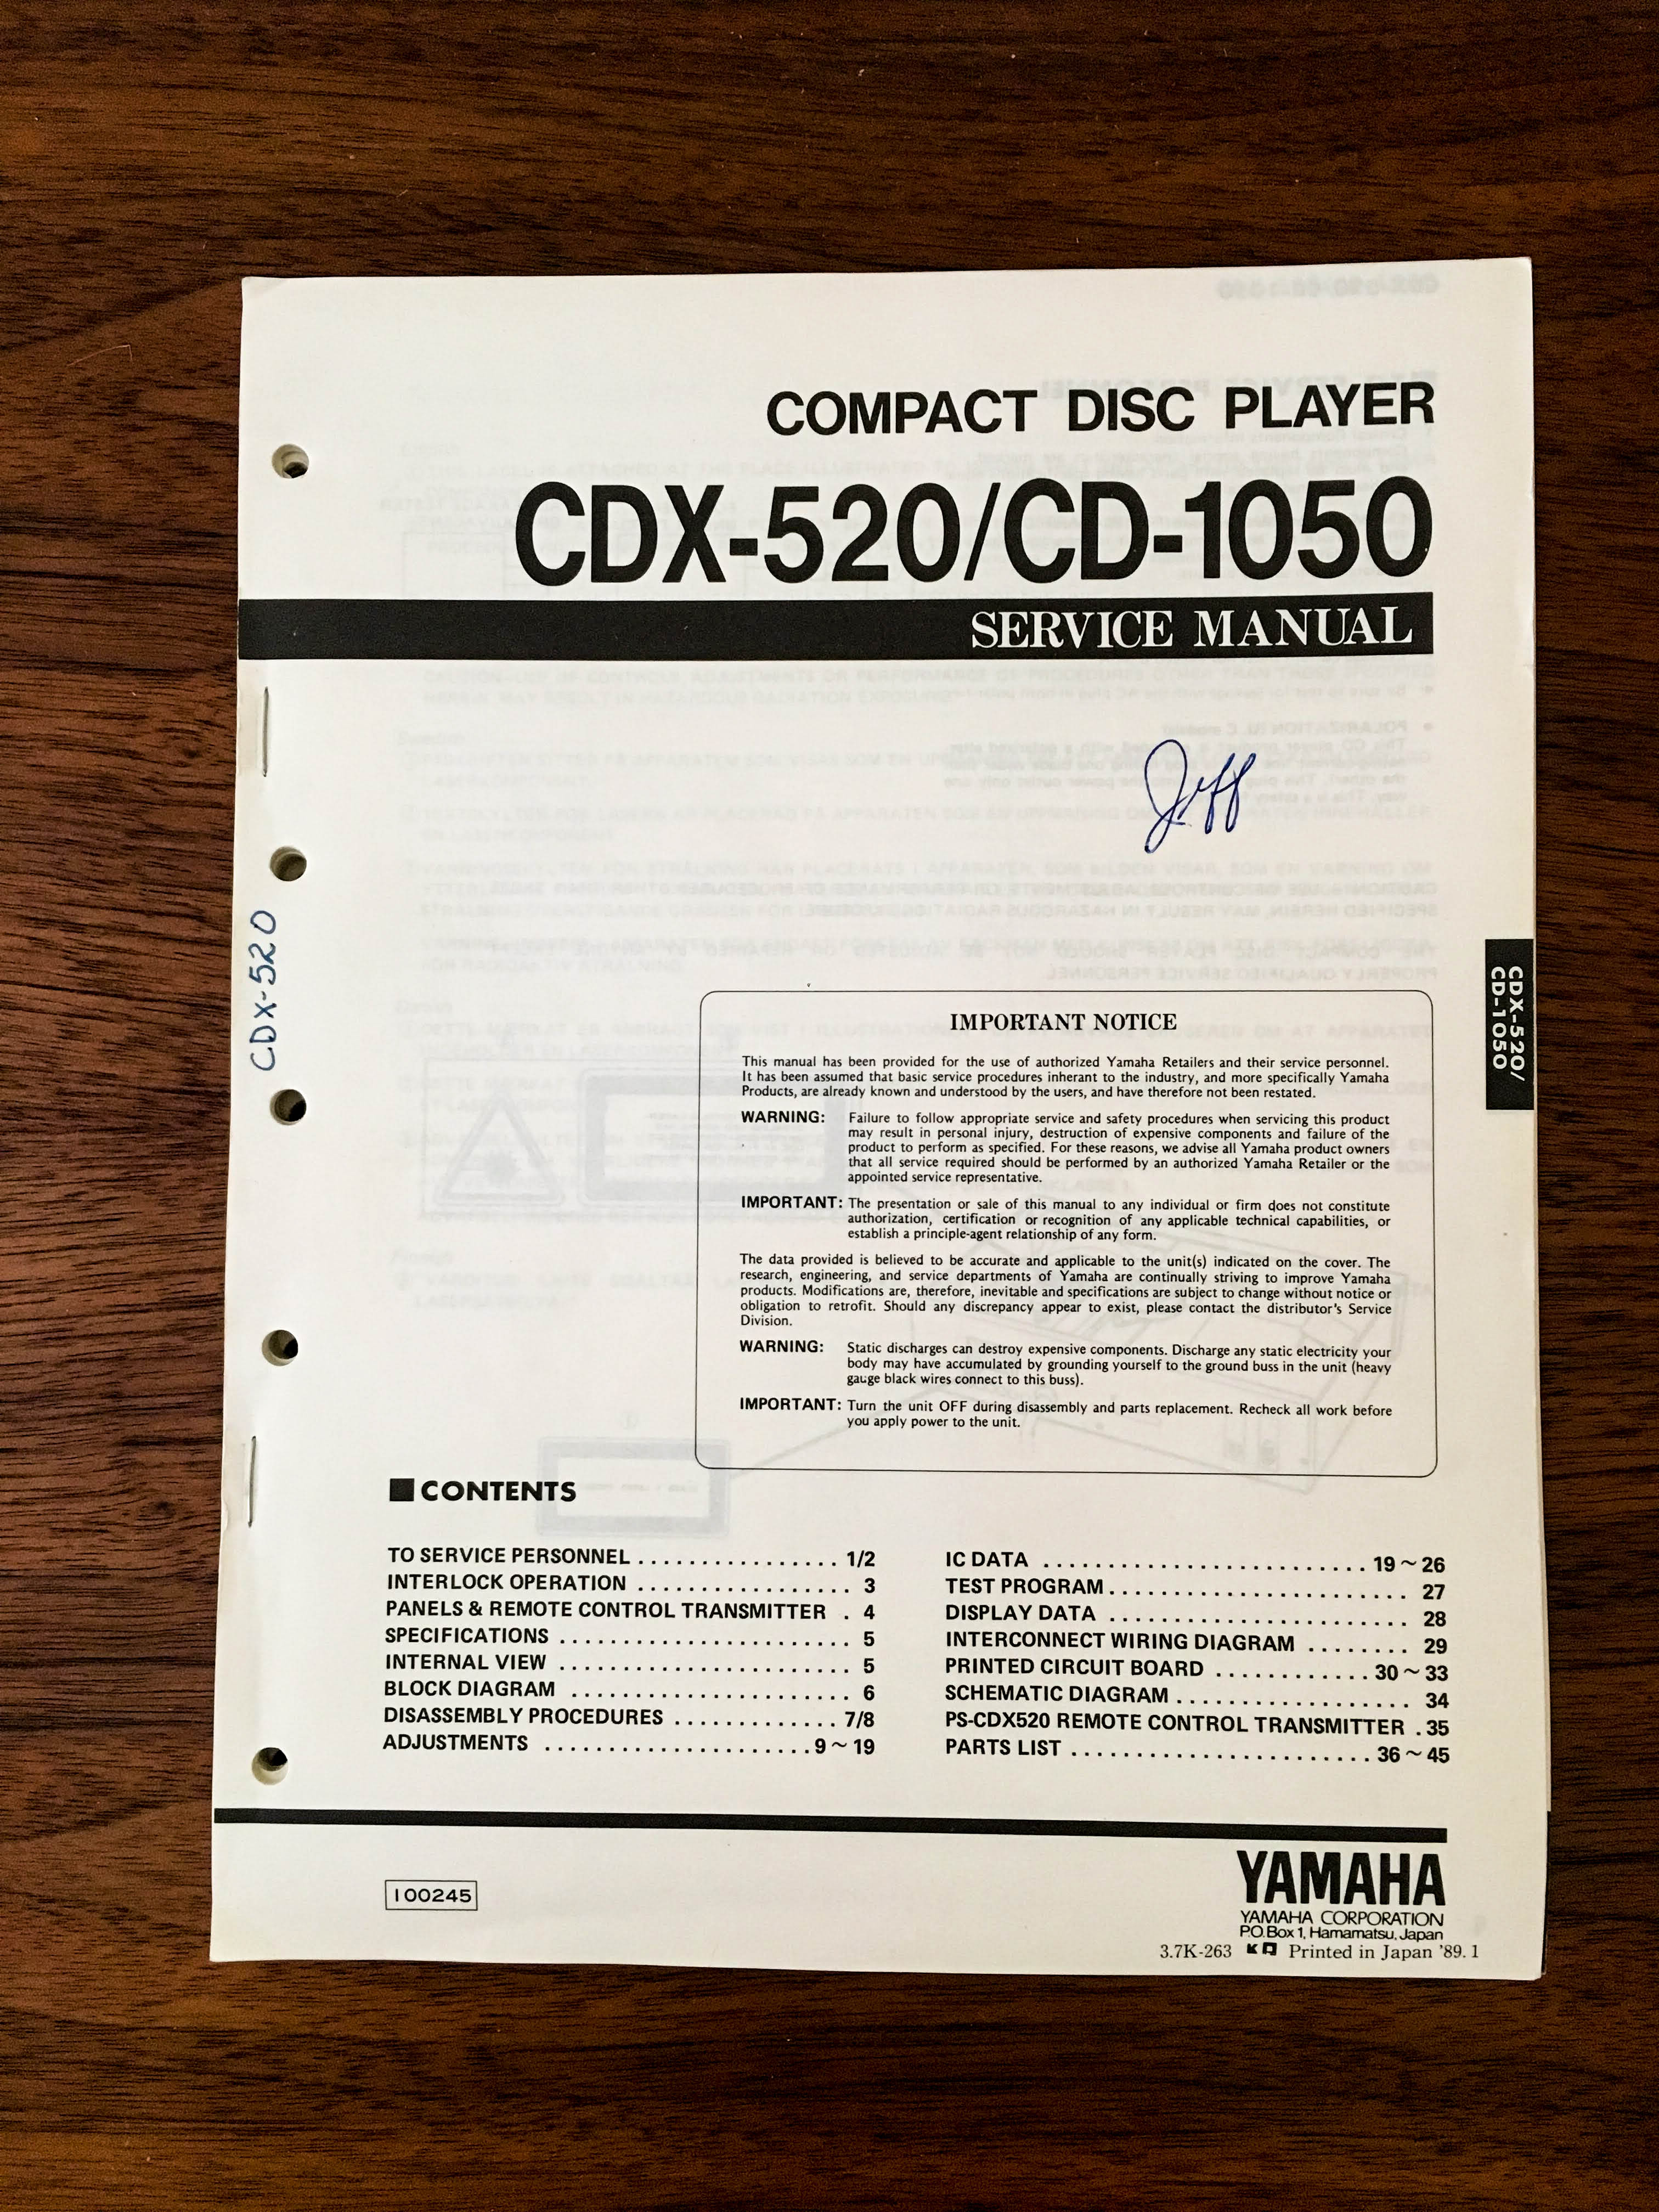 COMPACT DISC PLAYER
CDX-520/CD-1050
SERVICE MANUAL
Jeff
CDX-520
CDX-520/
CD-1050
IMPORTANT NOTICE
This manual has been provided for the use of authorized Yamaha Retailers and their service personnel.
It has been assumed that basic service procedures inherant to the industry, and more specifically Yamaha
Products, are already known and understood by the users, and have therefore not been restated.
WARNING: Failure to follow appropriate service and safety procedures when servicing this product
may result in personal injury, destruction of expensive components and failure of the
product to perform as specified. For these reasons, we advise all Yamaha product owners
that all service required should be performed by an authorized Yamaha Retailer or the
appointed service representative.
IMPORTANT: The presentation or sale of this manual to any individual or firm does not constitute
authorization, certification or recognition of any applicable technical capabilities, or
establish a principle-agent relationship of any form.
The data provided is believed to be accurate and applicable to the unit(s) indicated on the cover. The
research, engineering, and service departments of Yamaha are continually striving to improve Yamaha
products. Modifications are, therefore, inevitable and specifications are subject to change without notice or
obligation to retrofit. Should any discrepancy appear to exist, please contact the distributor's Service
Division.
WARNING: Static discharges can destroy expensive components. Discharge any static electricity your
body may have accumulated by grounding yourself to the ground buss in the unit (heavy
gauge black wires connect to this buss).
IMPORTANT: Turn the unit OFF during disassembly and parts replacement. Recheck all work before
you apply power to the unit.
■ CONTENTS
TO SERVICE PERSONNEL . . . . . . . . . . . . . . . . 1/2
INTERLOCK OPERATION . . . . . . . . . . . . . . . . . 3
PANELS & REMOTE CONTROL TRANSMITTER . 4
SPECIFICATIONS . . . . . . . . . . . . . . . . . . . . . . . 5
INTERNAL VIEW . . . . . . . . . . . . . . . . . . . . . . . 5
BLOCK DIAGRAM . . . . . . . . . . . . . . . . . . . . . . 6
DISASSEMBLY PROCEDURES . . . . . . . . . . . . . 7/8
ADJUSTMENTS . . . . . . . . . . . . . . . . . . . . . 9 ~ 19
IC DATA . . . . . . . . . . . . . . . . . . . . . . . . . 19 ~ 26
TEST PROGRAM . . . . . . . . . . . . . . . . . . . . . . . 27
DISPLAY DATA . . . . . . . . . . . . . . . . . . . . . . . 28
INTERCONNECT WIRING DIAGRAM . . . . . . . . 29
PRINTED CIRCUIT BOARD . . . . . . . . . . . . 30 ~ 33
SCHEMATIC DIAGRAM . . . . . . . . . . . . . . . . . . 34
PS-CDX520 REMOTE CONTROL TRANSMITTER . 35
PARTS LIST . . . . . . . . . . . . . . . . . . . . . . . 36 ~ 45
100245
YAMAHA
YAMAHA CORPORATION
P.O.Box 1, Hamamatsu, Japan
3.7K-263 Printed in Japan '89. 1